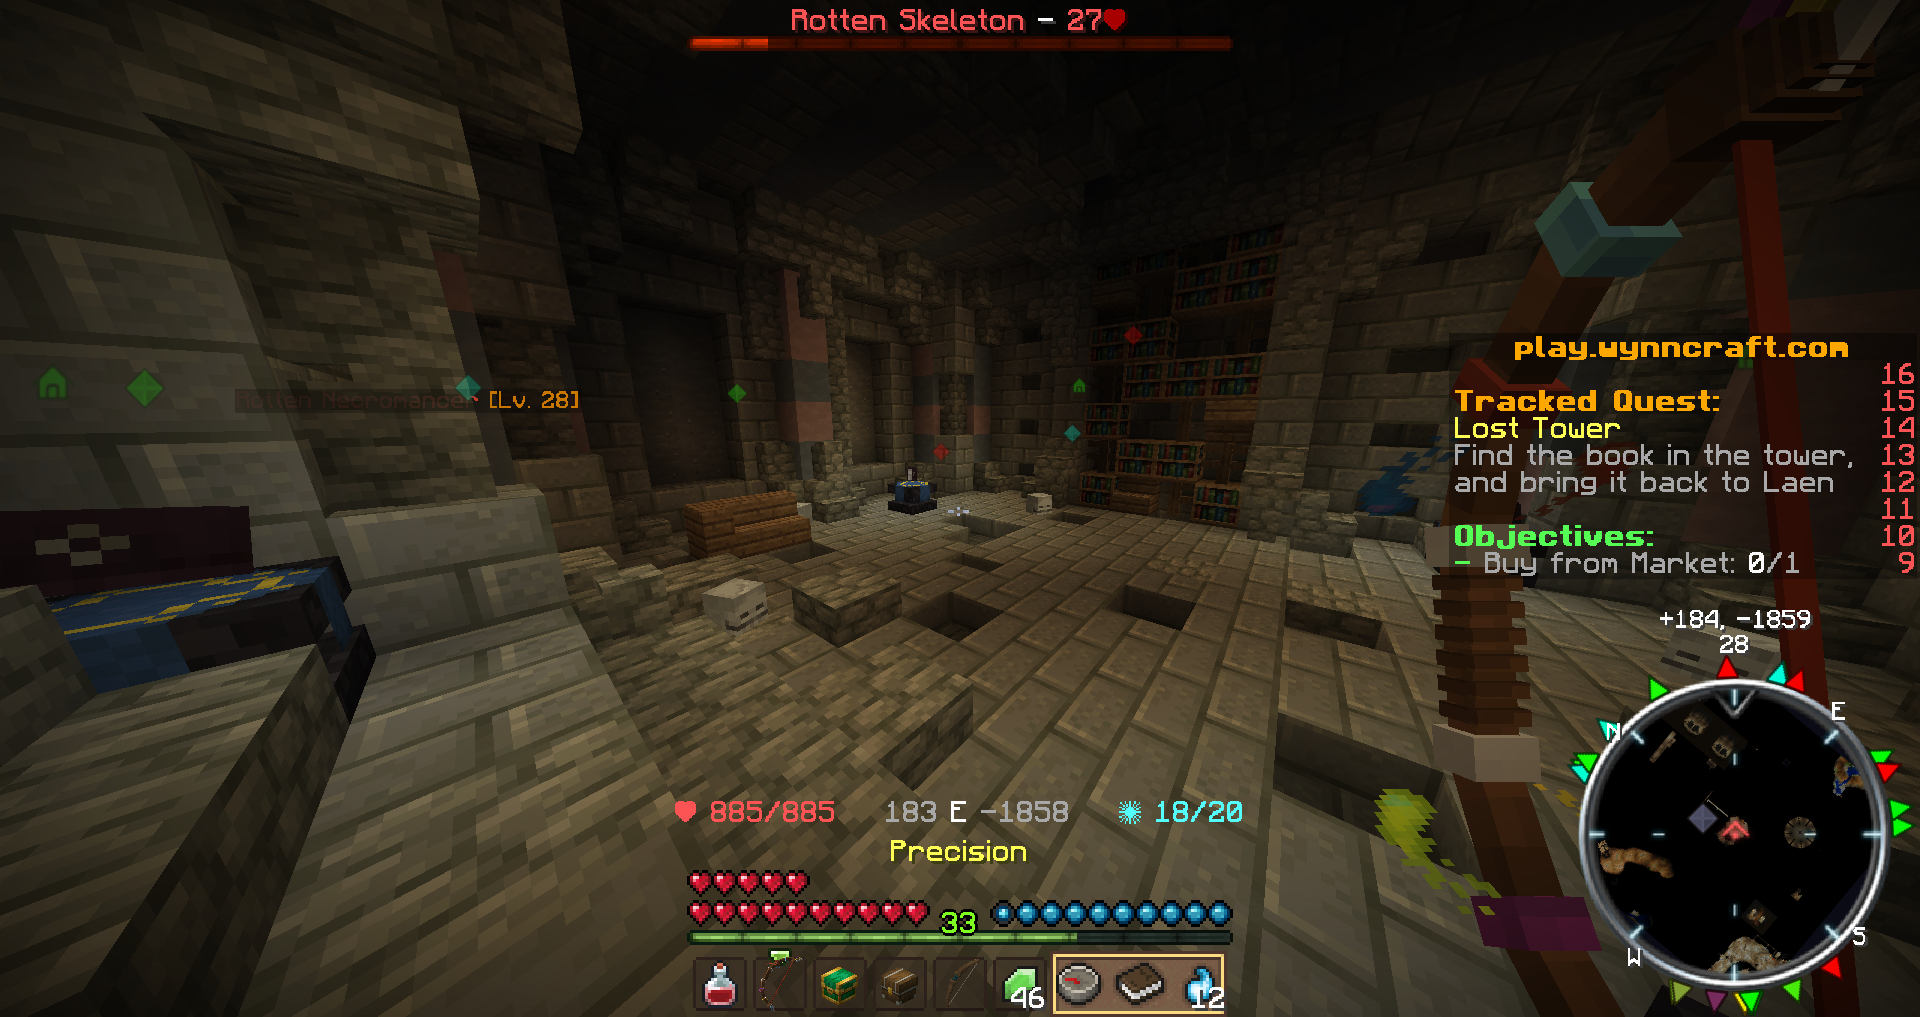 Rotten Skeleton - 27
Rotten Necromancer [Lv. 28]
play.wynncraft.com
16
Tracked Quest: 15
Lost Tower 14
Find the book in the tower, 13
and bring it back to Laen 12
11
Objectives: 10
- Buy from Market: 0/1 9
+184, -1859
28
N
E
S
W
885/885 183 E -1858 18/20
Precision
33
46
12